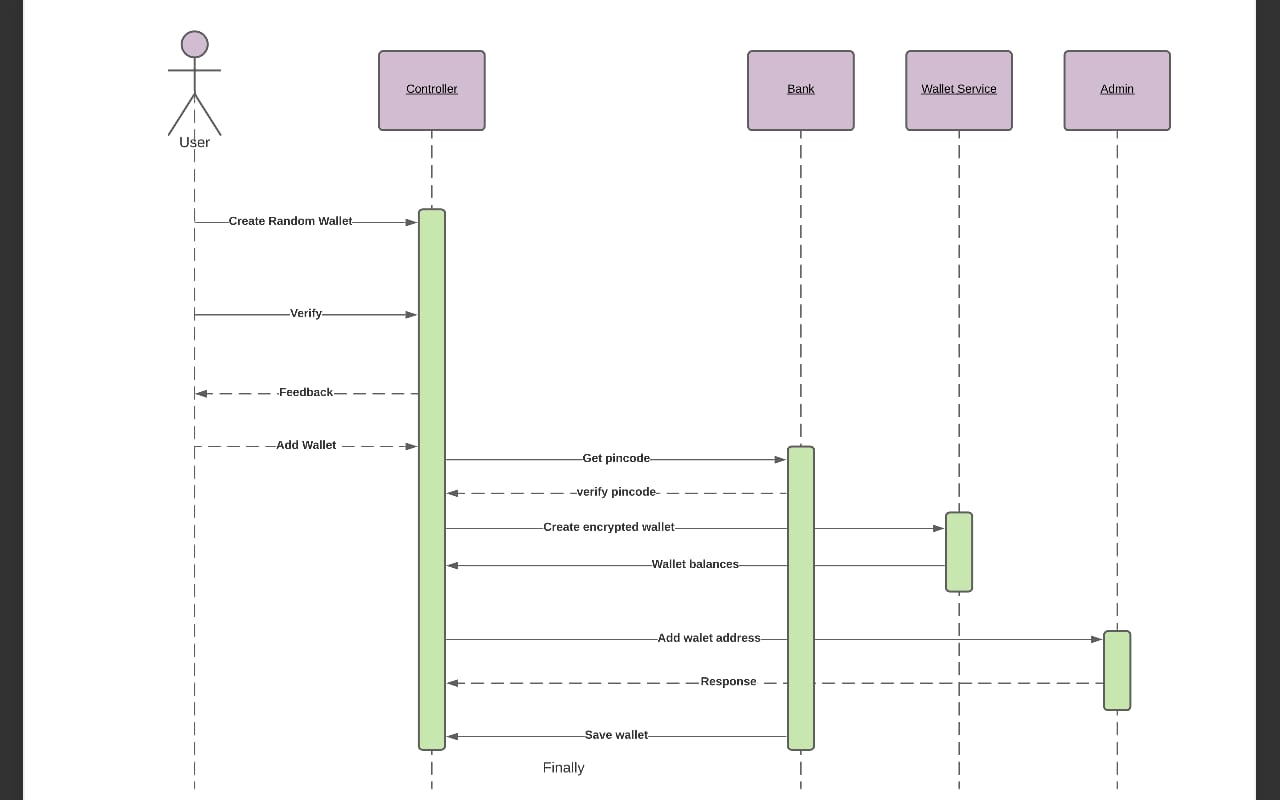 Controller
Bank
Wallet Service
Admin
User
Create Random Wallet
Verify
Feedback
Add Wallet
Get pincode
verify pincode
Create encrypted wallet
Wallet balances
Add walet address
Response
Save wallet
Finally